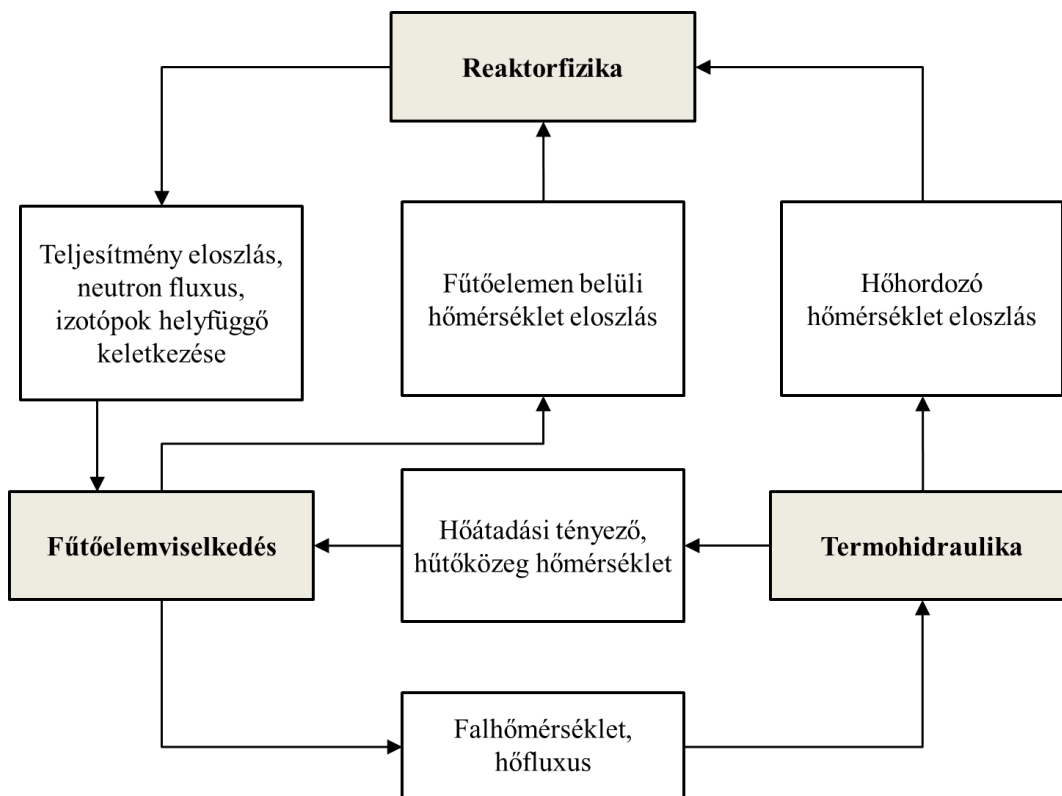 Reaktorfizika
Teljesítmény eloszlás,
neutron fluxus,
izotópok helyfüggő
keletkezése
Fűtőelemen belüli
hőmérséklet eloszlás
Hőhordozó
hőmérséklet eloszlás
Fűtőelemviselkedés
Hőátadási tényező,
hűtőközeg hőmérséklet
Termohidraulika
Falhőmérséklet,
hőfluxus